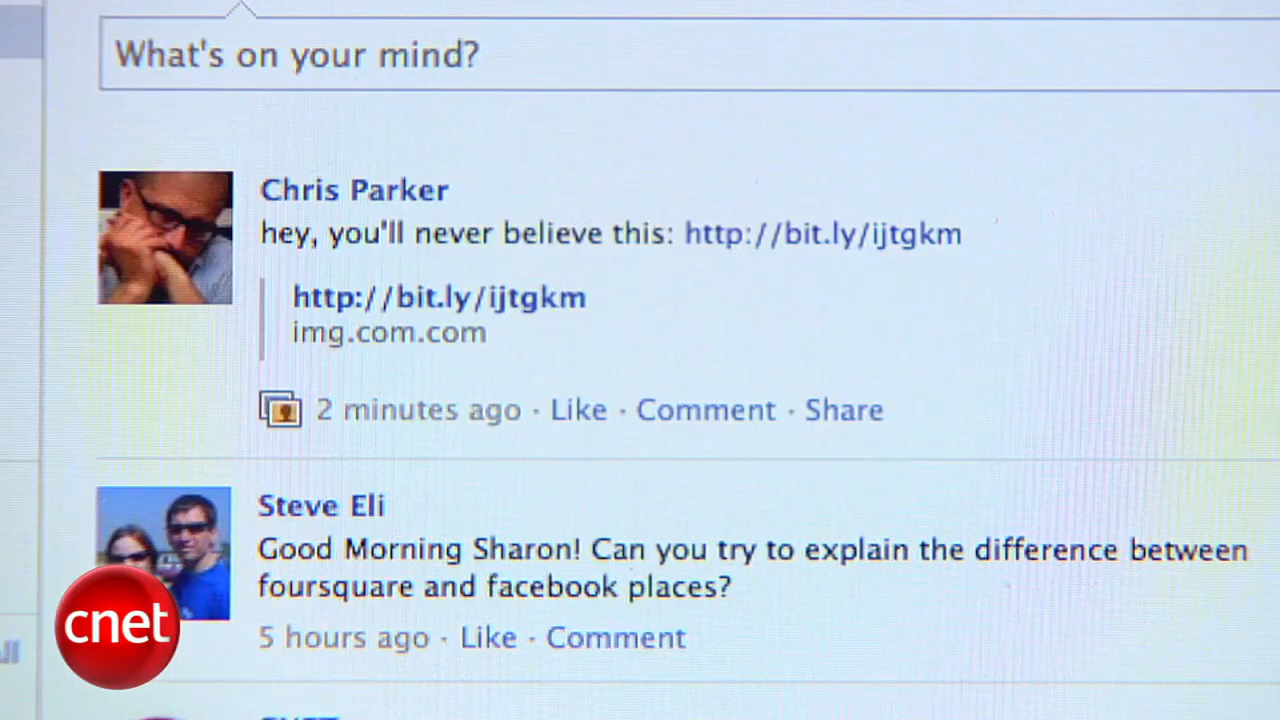 What's on your mind?
Chris Parker
hey, you'll never believe this: http://bit.ly/ijtgkm
http://bit.ly/ijtgkm
img.com.com
2 minutes ago · Like · Comment · Share
Steve Eli
Good Morning Sharon! Can you try to explain the difference between
foursquare and facebook places?
5 hours ago · Like · Comment
cnet